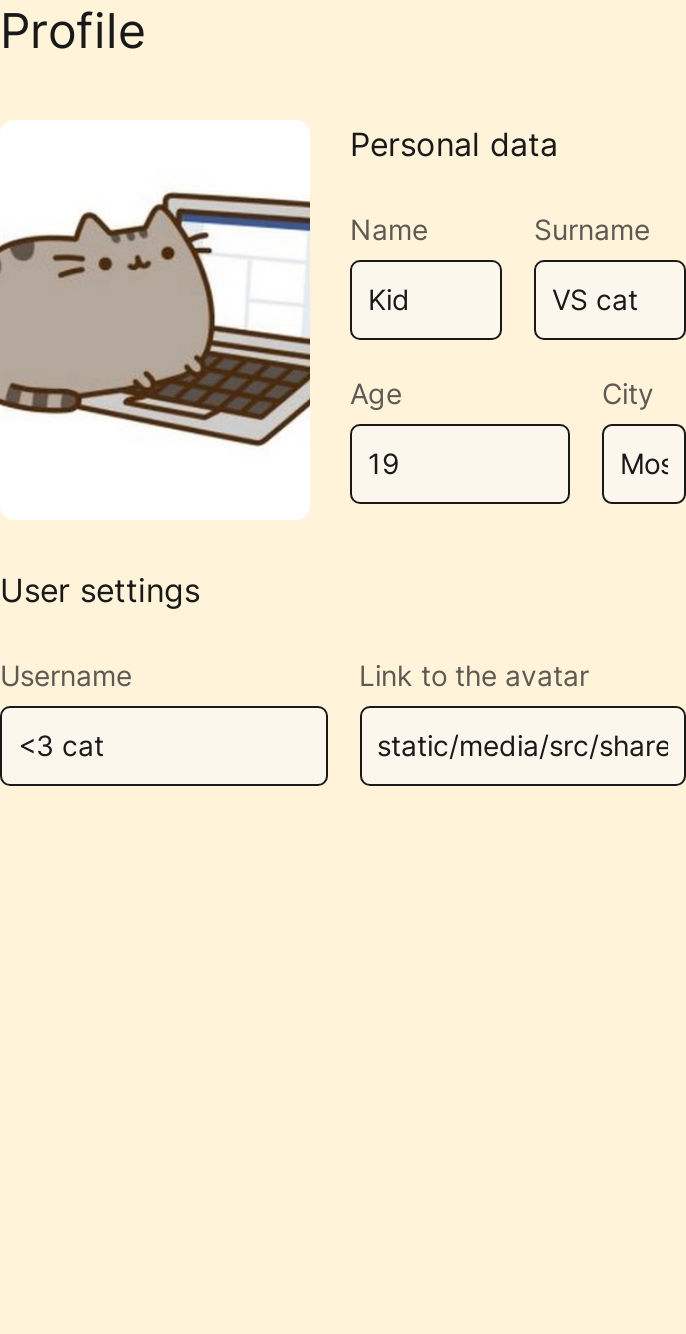 Profile
Personal data
Name Surname
Kid VS cat
Age City
19 Mos
User settings
Username Link to the avatar
<3 cat static/media/src/share